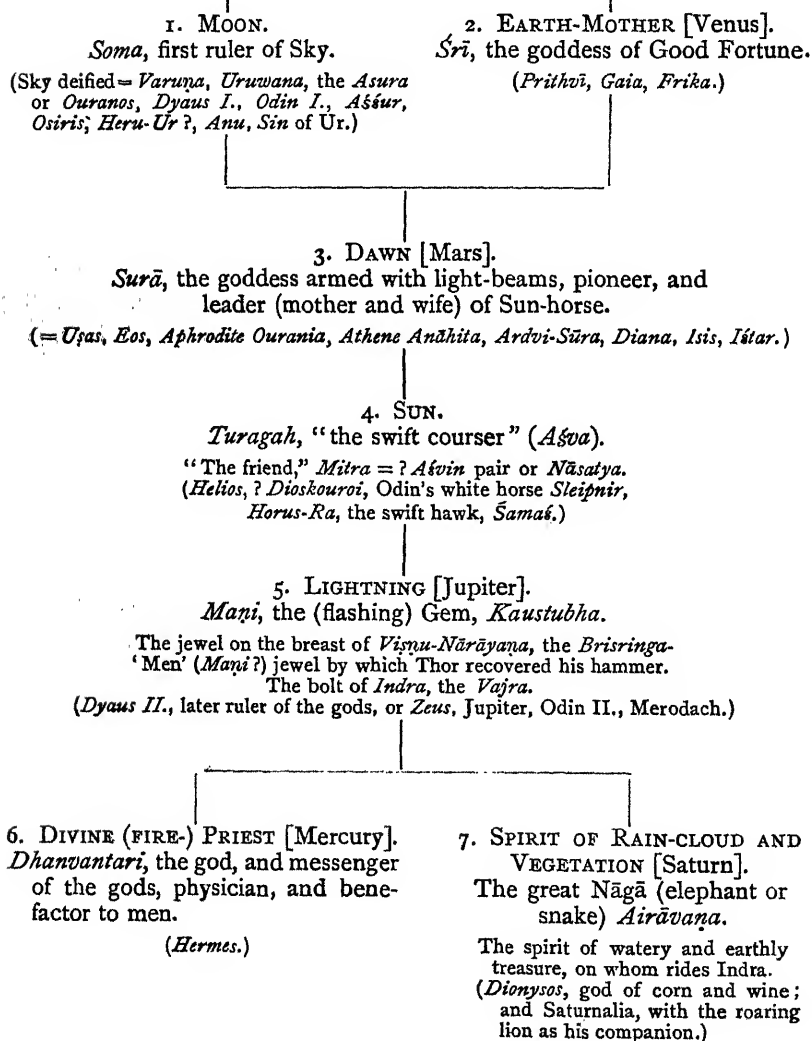 1. MOON.
Soma, first ruler of Sky.
(Sky deified= Varuṇa, Uruwana, the Asura
or Ouranos, Dyaus I., Odin I., Aśśur,
Osiris; Heru-Ur ?, Anu, Sin of Ur.)
2. EARTH-MOTHER [Venus].
Śrī, the goddess of Good Fortune.
(Prithvī, Gaia, Frika.)
3. DAWN [Mars].
Surā, the goddess armed with light-beams, pioneer, and
leader (mother and wife) of Sun-horse.
(= Uṣas, Eos, Aphrodite Ourania, Athene Anāhita, Ardvi-Sūra, Diana, Isis, Iśtar.)
4. SUN.
Turagah, “the swift courser” (Aśva).
“The friend,” Mitra = ? Aśvin pair or Nāsatya.
(Helios, ? Dioskouroi, Odin's white horse Sleipnir,
Horus-Ra, the swift hawk, Śamaś.)
5. LIGHTNING [Jupiter].
Maṇi, the (flashing) Gem, Kaustubha.
The jewel on the breast of Viṣṇu-Nārāyaṇa, the Brisringa-
‘Men’ (Maṇi?) jewel by which Thor recovered his hammer.
The bolt of Indra, the Vajra.
(Dyaus II., later ruler of the gods, or Zeus, Jupiter, Odin II., Merodach.)
6. DIVINE (FIRE-) PRIEST [Mercury].
Dhanvantari, the god, and messenger
of the gods, physician, and bene-
factor to men.
(Hermes.)
7. SPIRIT OF RAIN-CLOUD AND
VEGETATION [Saturn].
The great Nāgā (elephant or
snake) Airāvaṇa.
The spirit of watery and earthly
treasure, on whom rides Indra.
(Dionysos, god of corn and wine;
and Saturnalia, with the roaring
lion as his companion.)